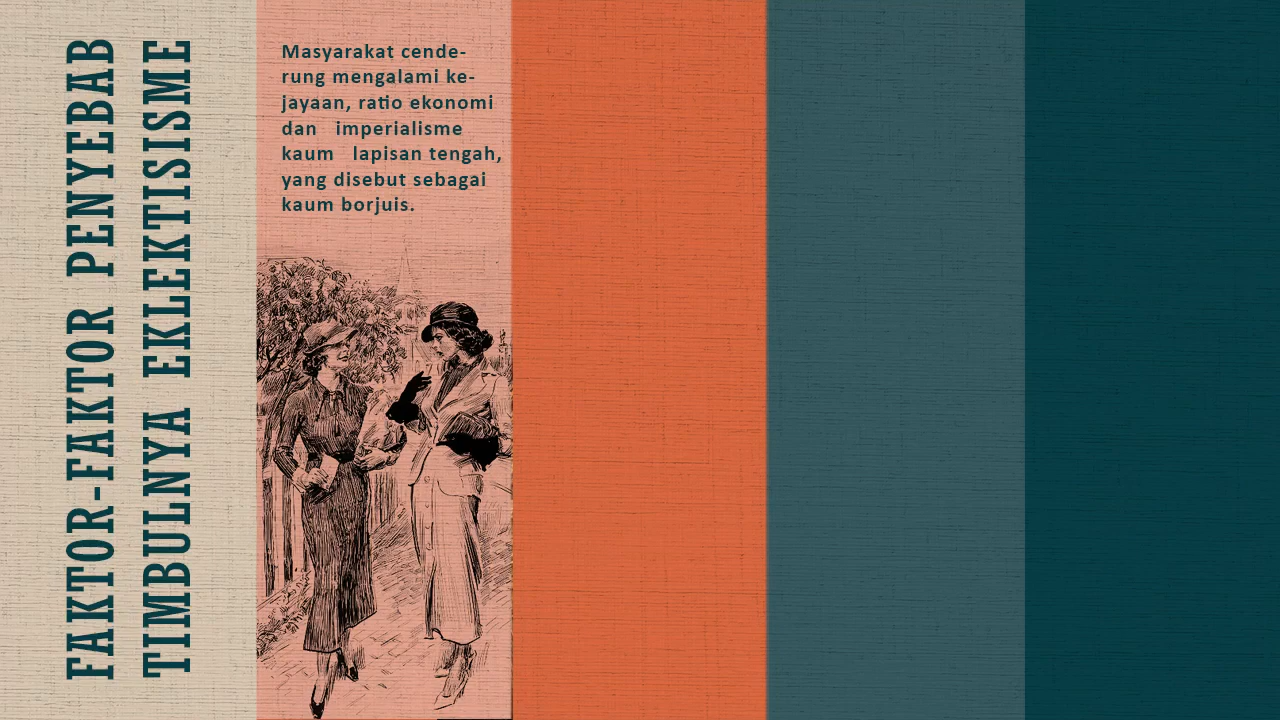 FAKTOR-FAKTOR PENYEBAB
TIMBULNYA EKLEKTISISME
Masyarakat cende-
rung mengalami ke-
jayaan, ratio ekonomi
dan imperialisme
kaum lapisan tengah,
yang disebut sebagai
kaum borjuis.